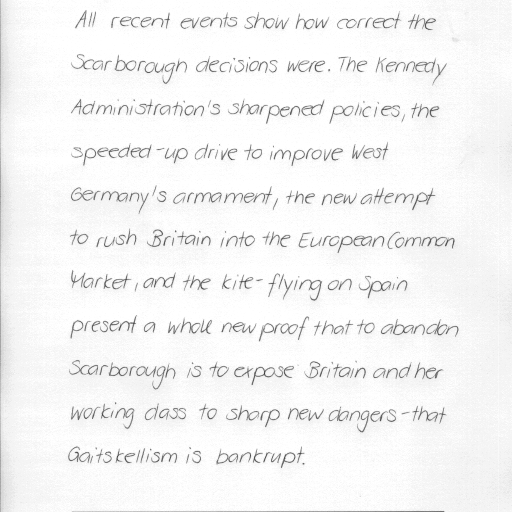 All recent events show how correct the
Scarborough decisions were. The Kennedy
Administration's sharpened policies, the
speeded-up drive to improve West
Germany's armament, the new attempt
to rush Britain into the European Common
Market, and the kite-flying on Spain
present a whole new proof that to abandon
Scarborough is to expose Britain and her
working class to sharp new dangers-that
Gaitskellism is bankrupt.